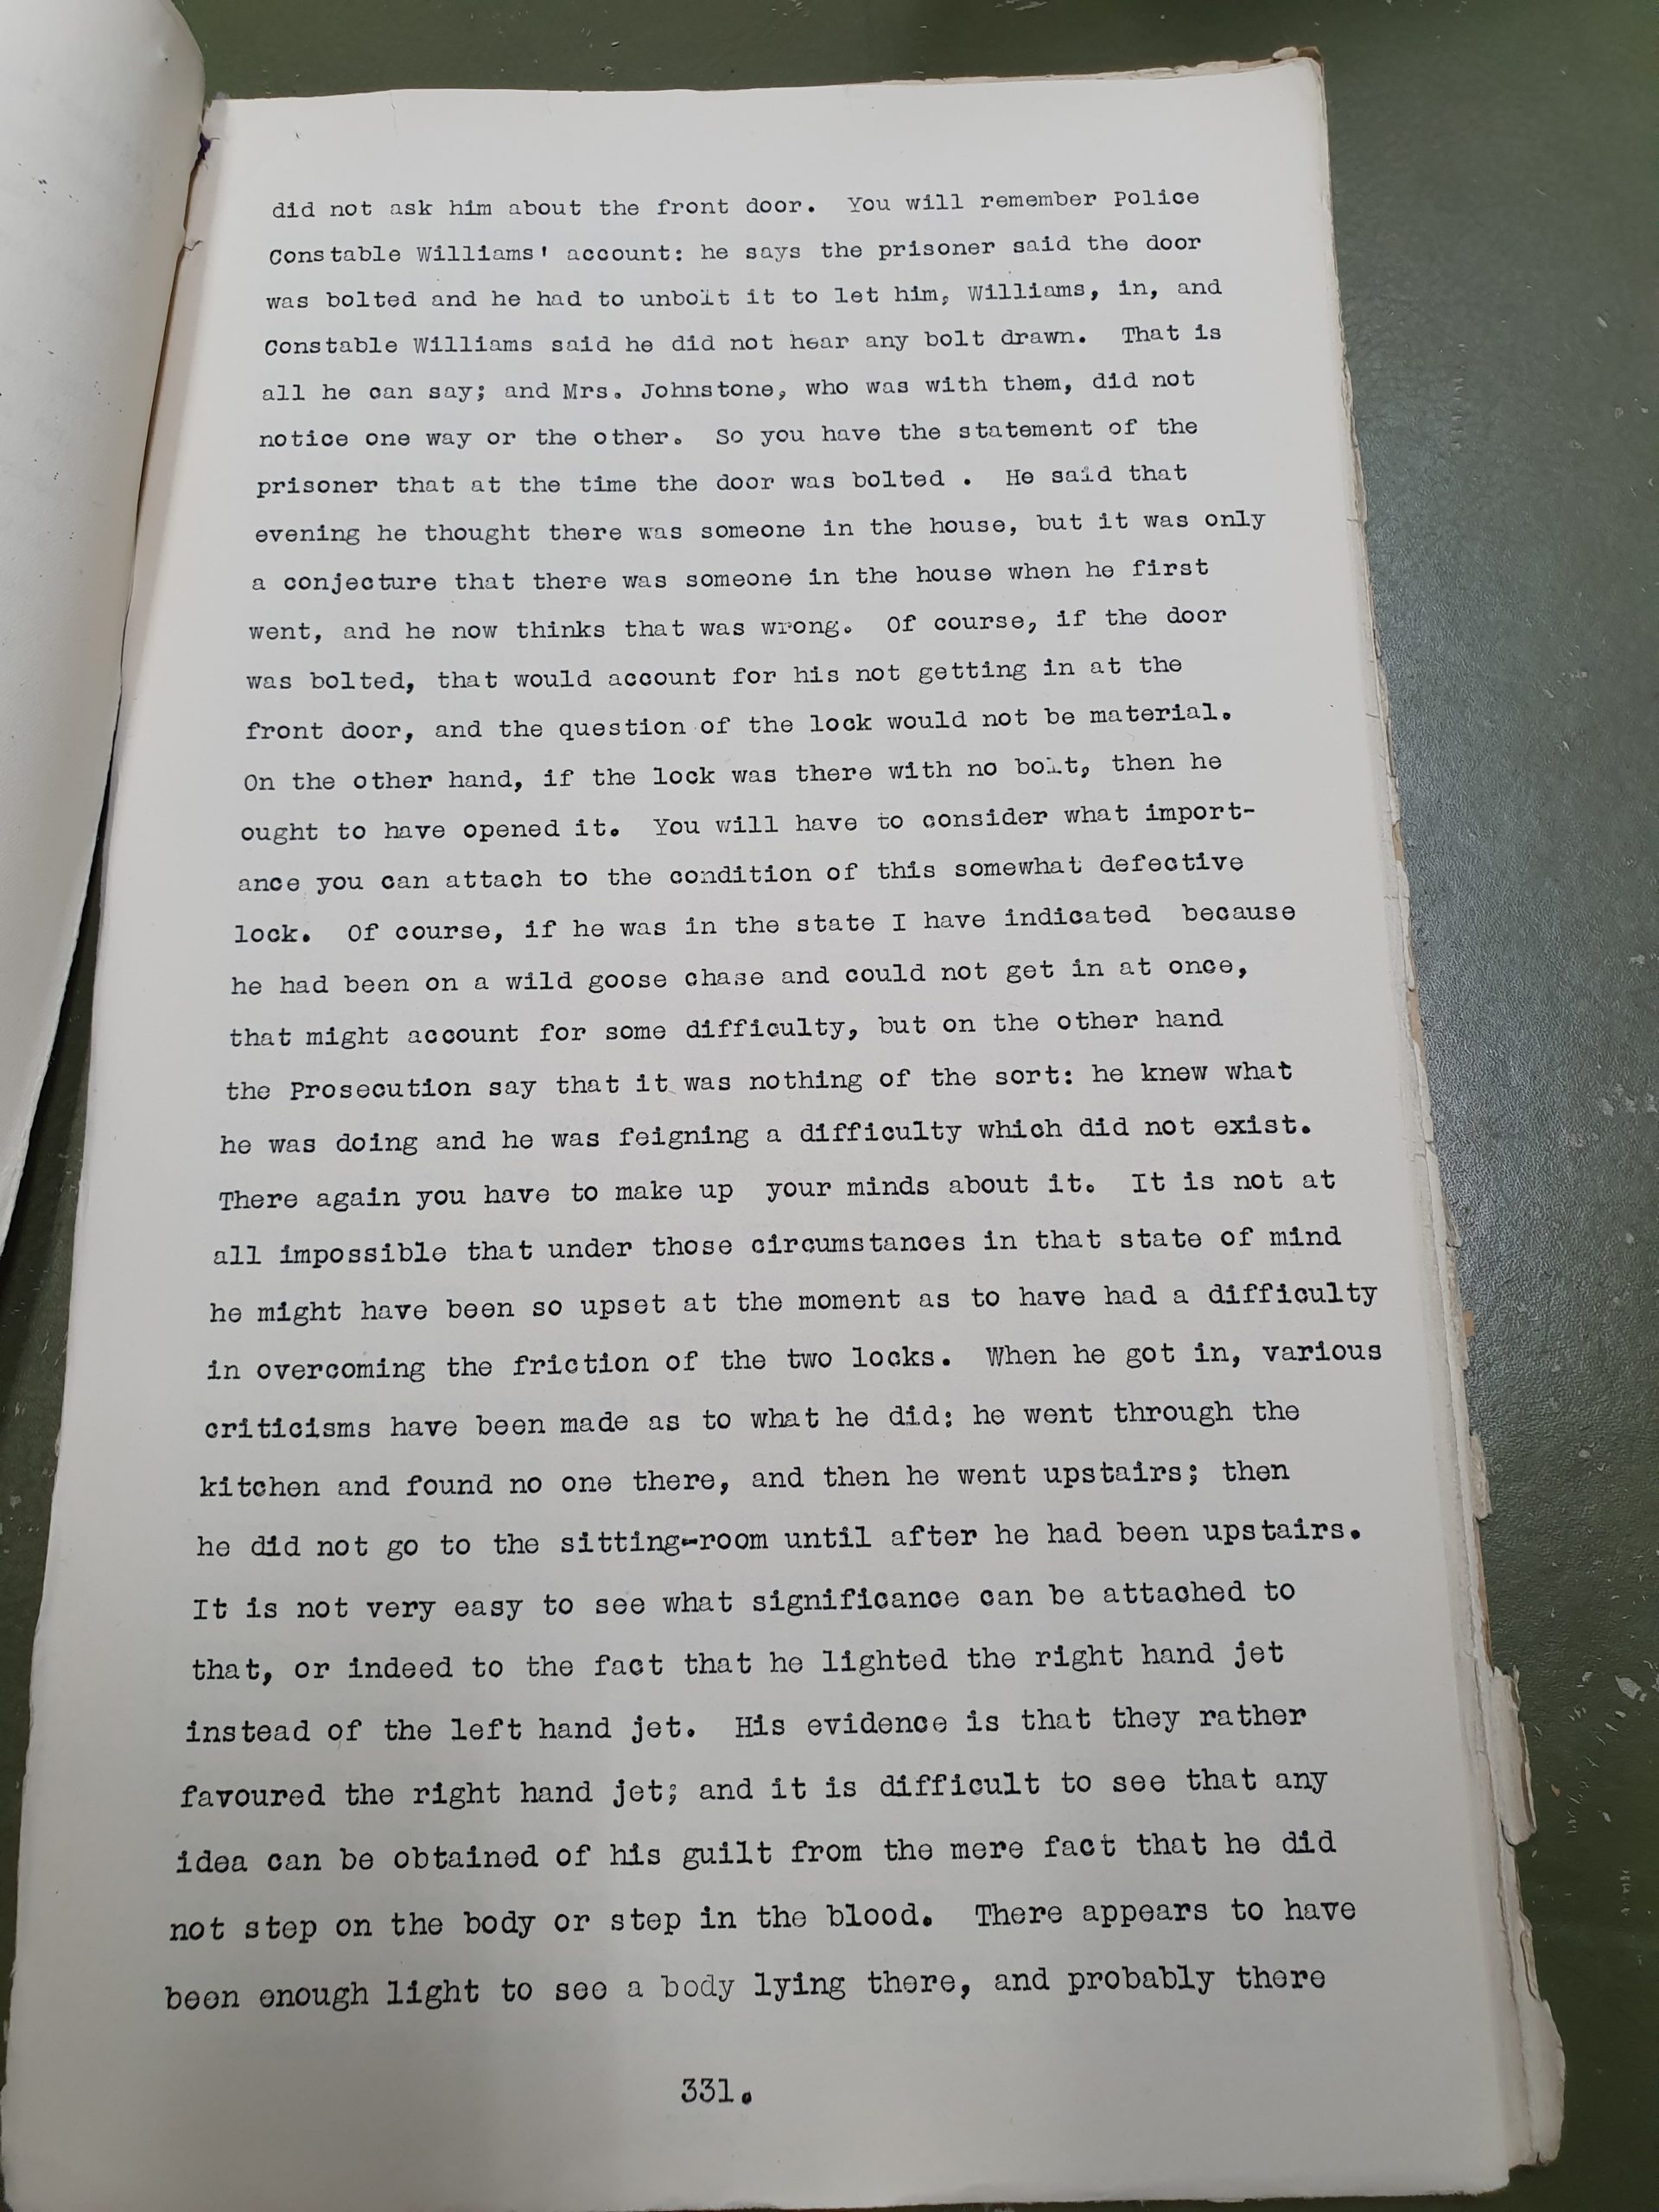 did not ask him about the front door.  You will remember Police
Constable Williams' account: he says the prisoner said the door
was bolted and he had to unbolt it to let him, Williams, in, and
Constable Williams said he did not hear any bolt drawn.  That is
all he can say; and Mrs. Johnstone, who was with them, did not
notice one way or the other.  So you have the statement of the
prisoner that at the time the door was bolted .  He said that
evening he thought there was someone in the house, but it was only
a conjecture that there was someone in the house when he first
went, and he now thinks that was wrong.  Of course, if the door
was bolted, that would account for his not getting in at the
front door, and the question of the lock would not be material.
On the other hand, if the lock was there with no bolt, then he
ought to have opened it.  You will have to consider what import-
ance you can attach to the condition of this somewhat defective
lock.  Of course, if he was in the state I have indicated  because
he had been on a wild goose chase and could not get in at once,
that might account for some difficulty, but on the other hand
the Prosecution say that it was nothing of the sort: he knew what
he was doing and he was feigning a difficulty which did not exist.
There again you have to make up  your minds about it.  It is not at
all impossible that under those circumstances in that state of mind
he might have been so upset at the moment as to have had a difficulty
in overcoming the friction of the two locks.  When he got in, various
criticisms have been made as to what he did: he went through the
kitchen and found no one there, and then he went upstairs; then
he did not go to the sitting-room until after he had been upstairs.
It is not very easy to see what significance can be attached to
that, or indeed to the fact that he lighted the right hand jet
instead of the left hand jet.  His evidence is that they rather
favoured the right hand jet; and it is difficult to see that any
idea can be obtained of his guilt from the mere fact that he did
not step on the body or step in the blood.  There appears to have
been enough light to see a body lying there, and probably there
331.